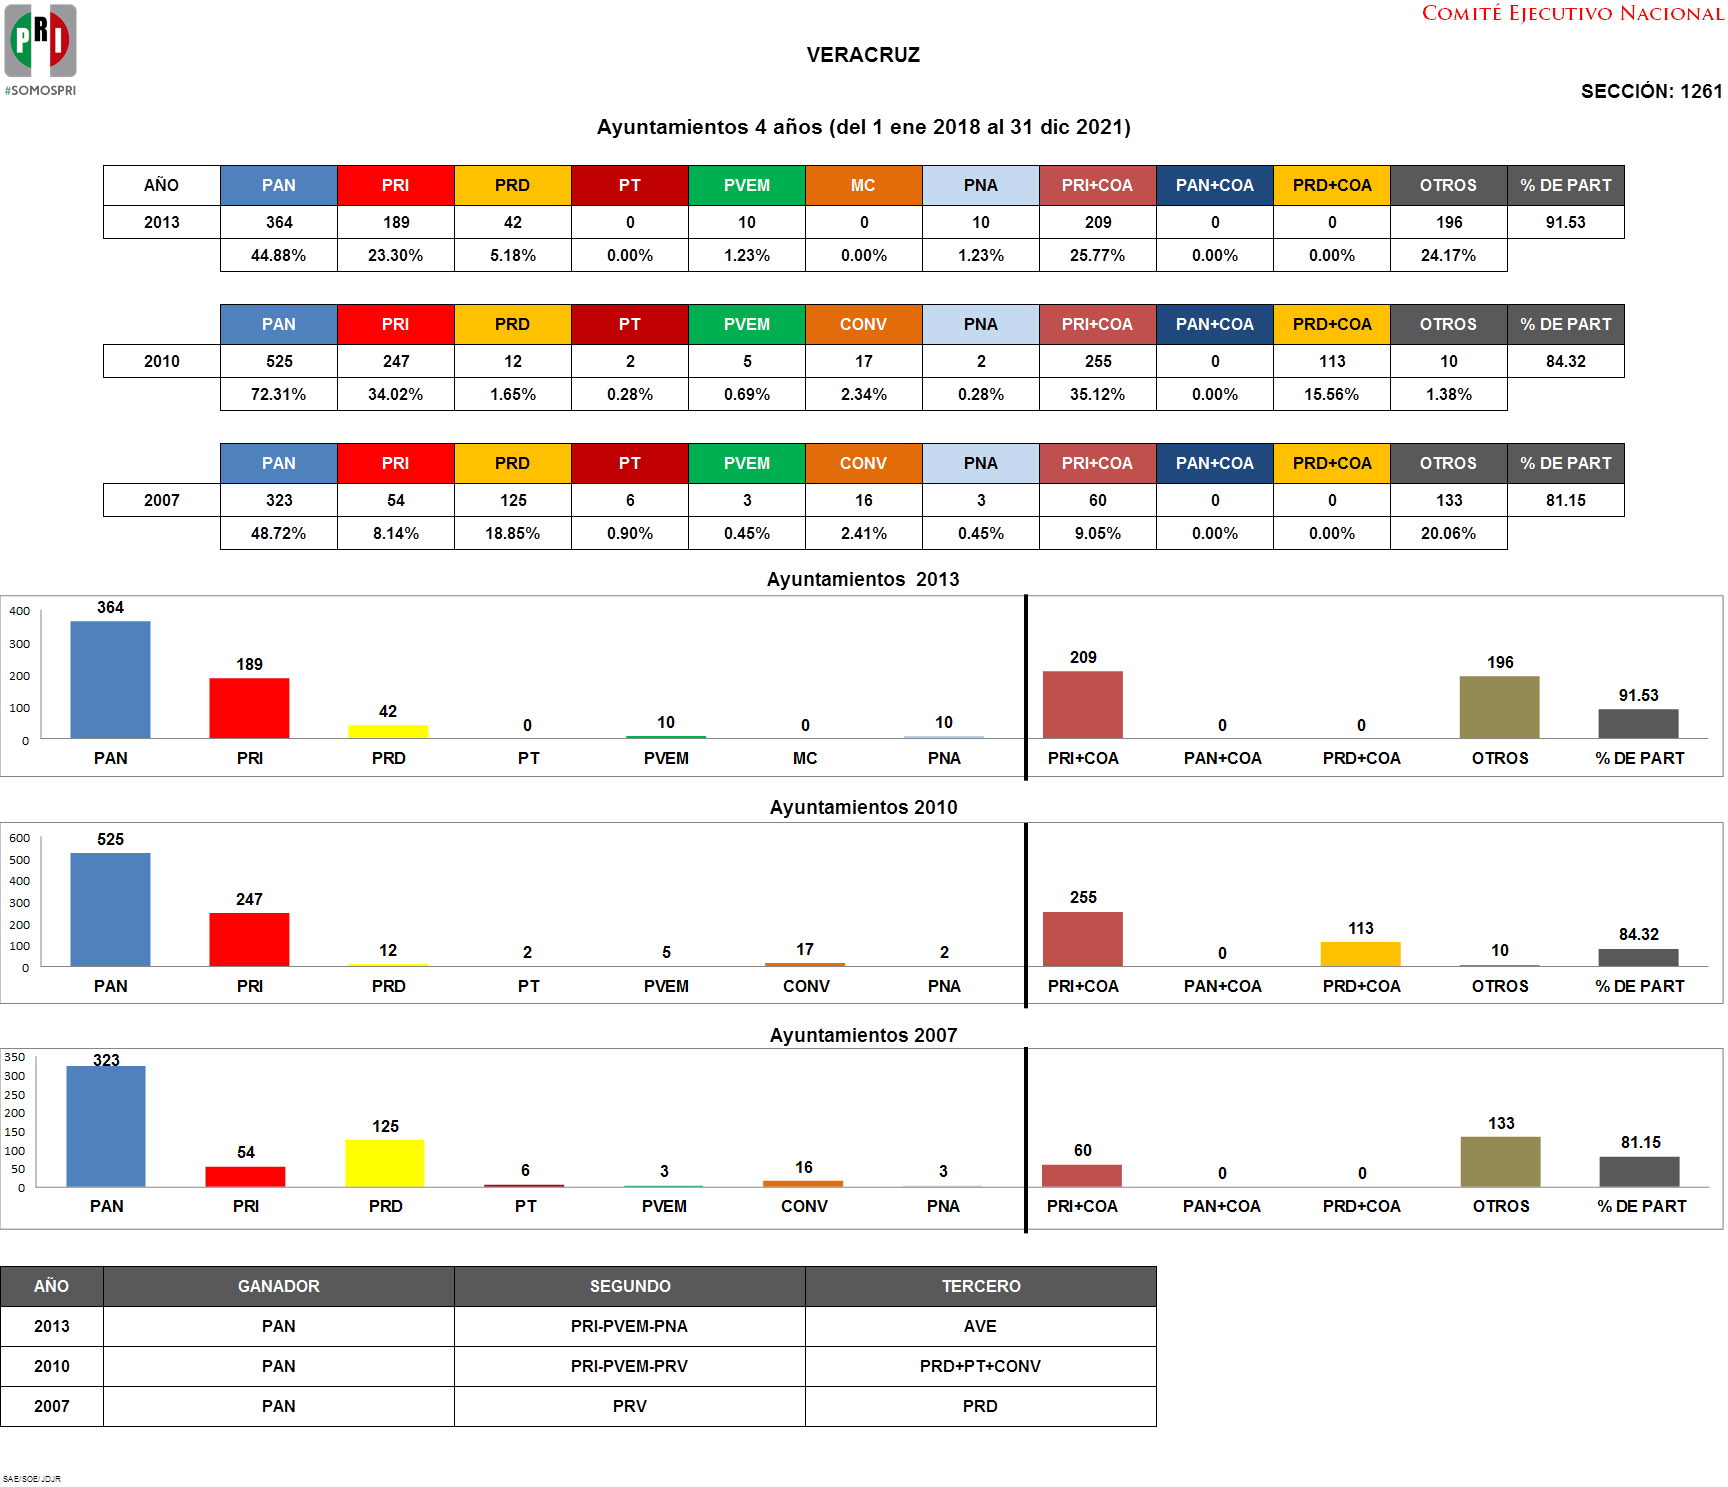 PRI
#SOMOSPRI
COMITÉ EJECUTIVO NACIONAL
VERACRUZ
SECCIÓN: 1261
Ayuntamientos 4 años (del 1 ene 2018 al 31 dic 2021)
AÑO PAN PRI PRD PT PVEM MC PNA PRI+COA PAN+COA PRD+COA OTROS % DE PART
2013 364 189 42 0 10 0 10 209 0 0 196 91.53
44.88% 23.30% 5.18% 0.00% 1.23% 0.00% 1.23% 25.77% 0.00% 0.00% 24.17%
PAN PRI PRD PT PVEM CONV PNA PRI+COA PAN+COA PRD+COA OTROS % DE PART
2010 525 247 12 2 5 17 2 255 0 113 10 84.32
72.31% 34.02% 1.65% 0.28% 0.69% 2.34% 0.28% 35.12% 0.00% 15.56% 1.38%
PAN PRI PRD PT PVEM CONV PNA PRI+COA PAN+COA PRD+COA OTROS % DE PART
2007 323 54 125 6 3 16 3 60 0 0 133 81.15
48.72% 8.14% 18.85% 0.90% 0.45% 2.41% 0.45% 9.05% 0.00% 0.00% 20.06%
Ayuntamientos 2013
400
300
200
100
0
364 189 42 0 10 0 10 209 0 0 196 91.53
PAN PRI PRD PT PVEM MC PNA PRI+COA PAN+COA PRD+COA OTROS % DE PART
Ayuntamientos 2010
600
500
400
300
200
100
0
525 247 12 2 5 17 2 255 0 113 10 84.32
PAN PRI PRD PT PVEM CONV PNA PRI+COA PAN+COA PRD+COA OTROS % DE PART
Ayuntamientos 2007
350
300
250
200
150
100
50
0
323 54 125 6 3 16 3 60 0 0 133 81.15
PAN PRI PRD PT PVEM CONV PNA PRI+COA PAN+COA PRD+COA OTROS % DE PART
AÑO GANADOR SEGUNDO TERCERO
2013 PAN PRI-PVEM-PNA AVE
2010 PAN PRI-PVEM-PRV PRD+PT+CONV
2007 PAN PRV PRD
SAE/SOE/JDJR